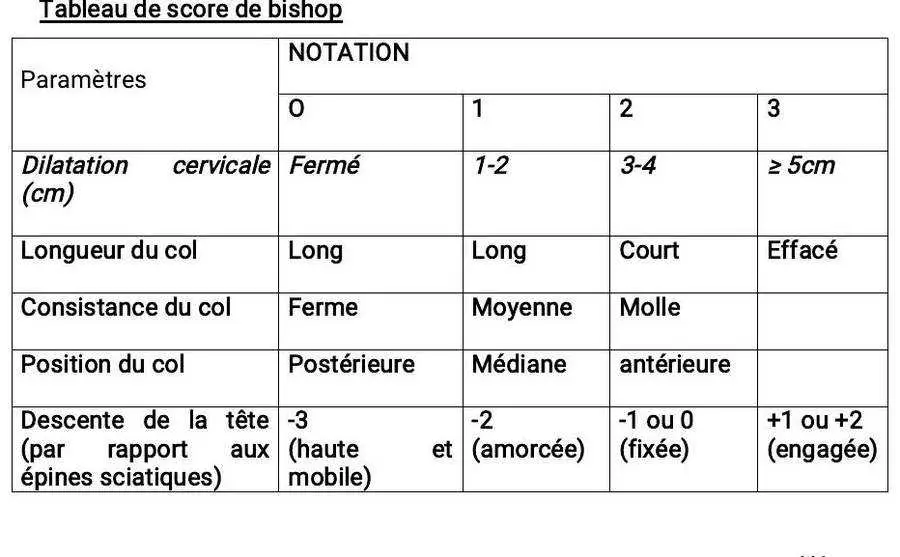 Tableau de score de bishop
Paramètres
NOTATION
0 1 2 3
Dilatation cervicale (cm) Fermé 1-2 3-4 ≥ 5cm
Longueur du col Long Long Court Effacé
Consistance du col Ferme Moyenne Molle
Position du col Postérieure Médiane antérieure
Descente de la tête -3 -2 -1 ou 0 +1 ou +2
(par rapport aux (haute et (amorcée) (fixée) (engagée)
épines sciatiques) mobile)